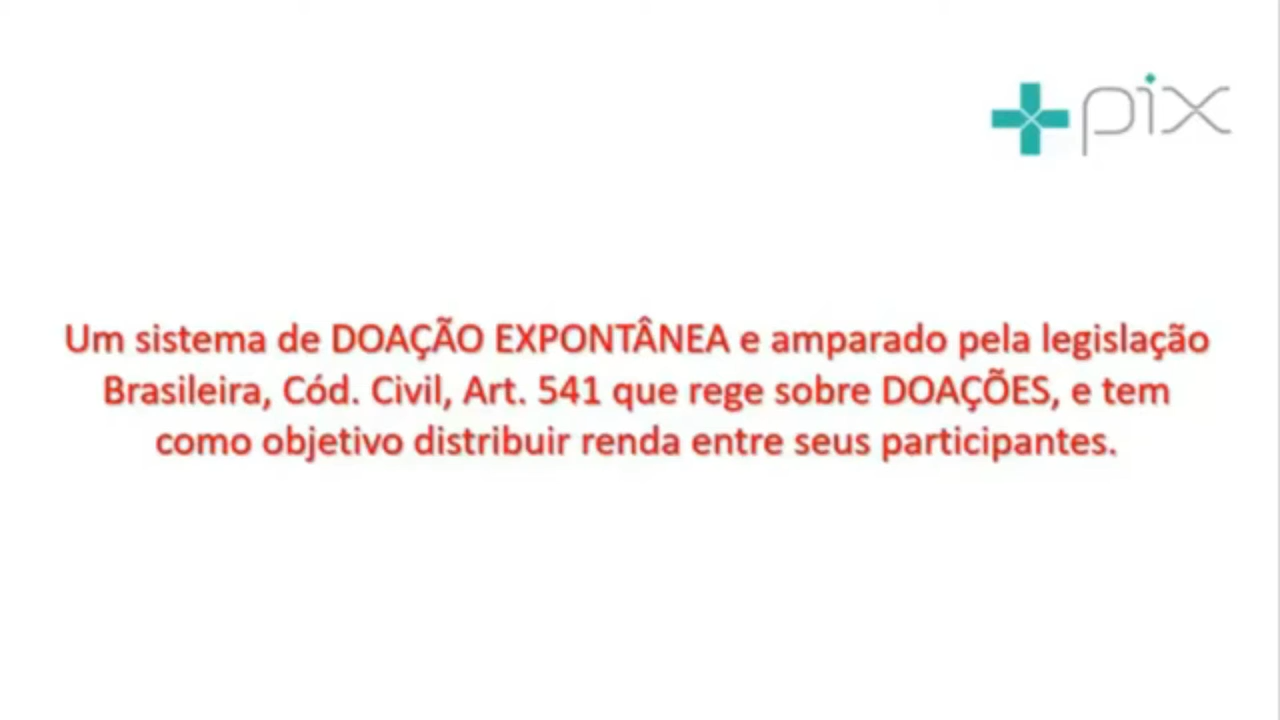 pix
Um sistema de DOAÇÃO EXPONTÂNEA e amparado pela legislação
Brasileira, Cód. Civil, Art. 541 que rege sobre DOAÇÕES, e tem
como objetivo distribuir renda entre seus participantes.